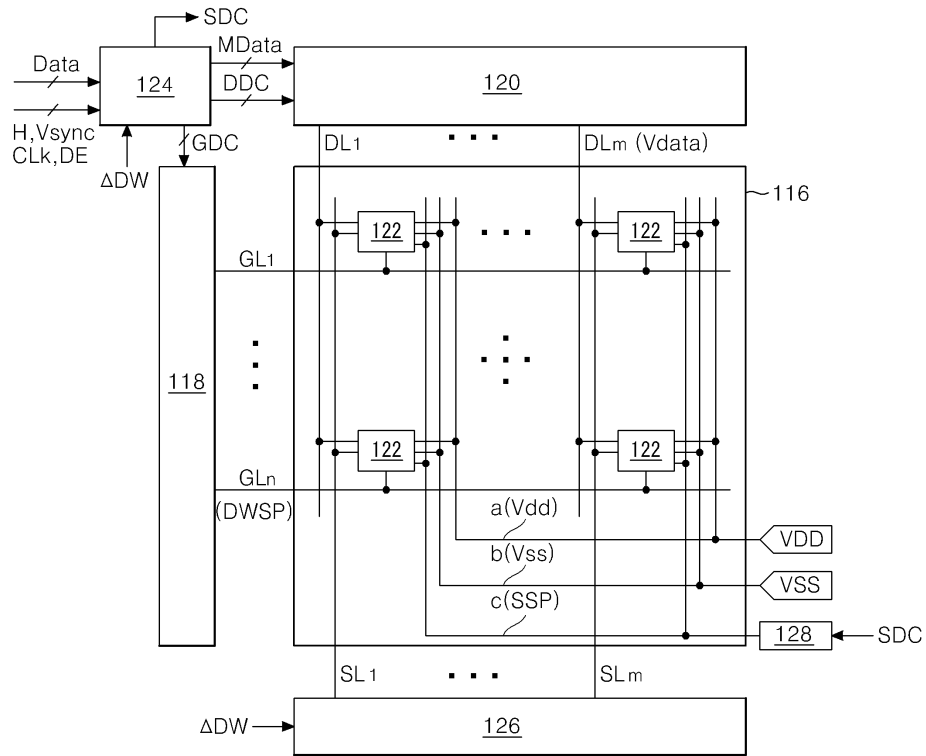 SDC
MData
Data
124
DDC
120
H,Vsync
CLk,DE
GDC
ΔDW
DL1
DLm (Vdata)
116
122
122
GL1
118
122
122
GLn
(DWSP)
a(Vdd)
VDD
b(Vss)
VSS
c(SSP)
128
SDC
SL1
SLm
ΔDW
126